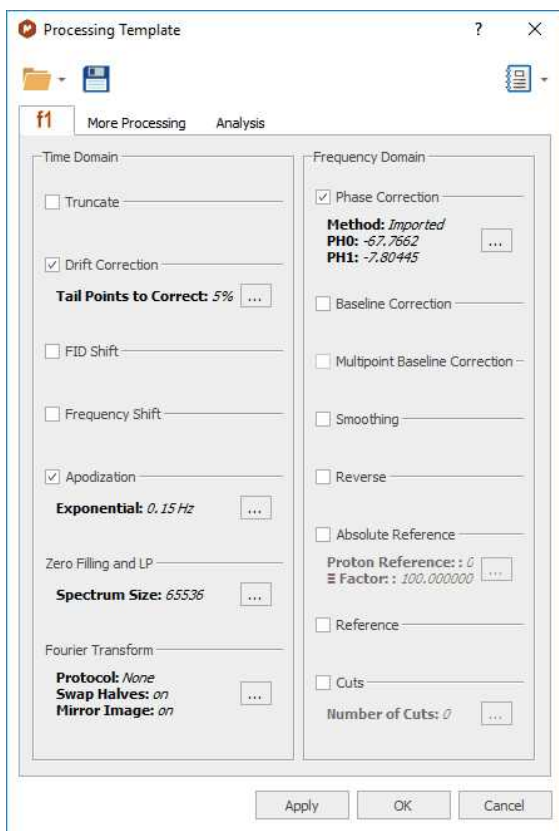 Processing Template
?
f1
More Processing
Analysis
Time Domain
Truncate
Drift Correction
Tail Points to Correct: 5%
...
FID Shift
Frequency Shift
Apodization
Exponential: 0.15 Hz
...
Zero Filling and LP
Spectrum Size: 65536
...
Fourier Transform
Protocol: None
Swap Halves: on
...
Mirror Image: on
Frequency Domain
Phase Correction
Method: Imported
PH0: -67.7662
...
PH1: -7.80445
Baseline Correction
Multipoint Baseline Correction
Smoothing
Reverse
Absolute Reference
Proton Reference: : 0
...
Ξ Factor: : 100.000000
Reference
Cuts
Number of Cuts: 0
...
Apply
OK
Cancel